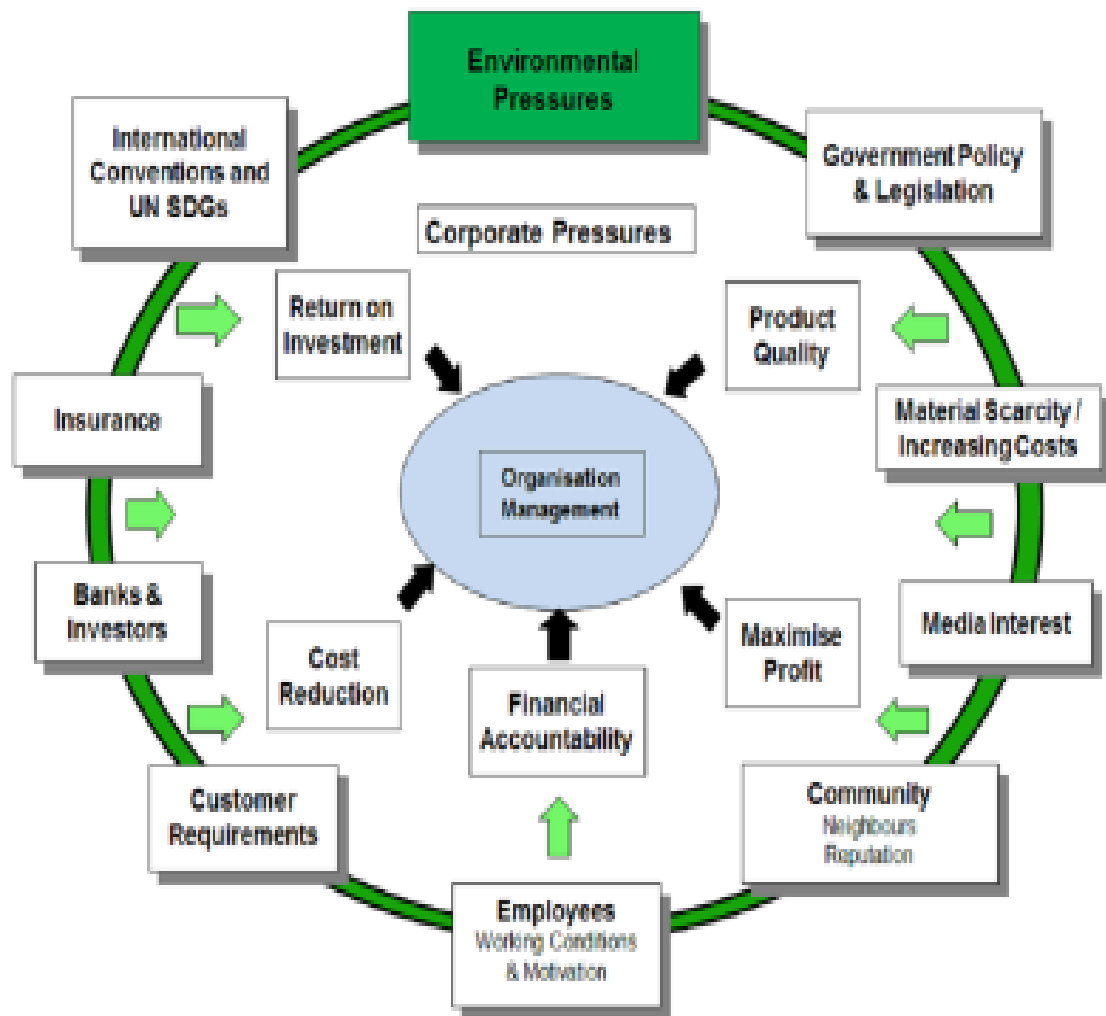 Environmental
Pressures
International
Conventions and
UN SDGs
Government Policy
& Legislation
Corporate Pressures
Return on
Investment
Product
Quality
Insurance
Material Scarcity /
Increasing Costs
Organisation
Management
Banks &
Investors
Media Interest
Cost
Reduction
Maximise
Profit
Financial
Accountability
Customer
Requirements
Community
Neighbours
Reputation
Employees
Working Conditions
& Motivation